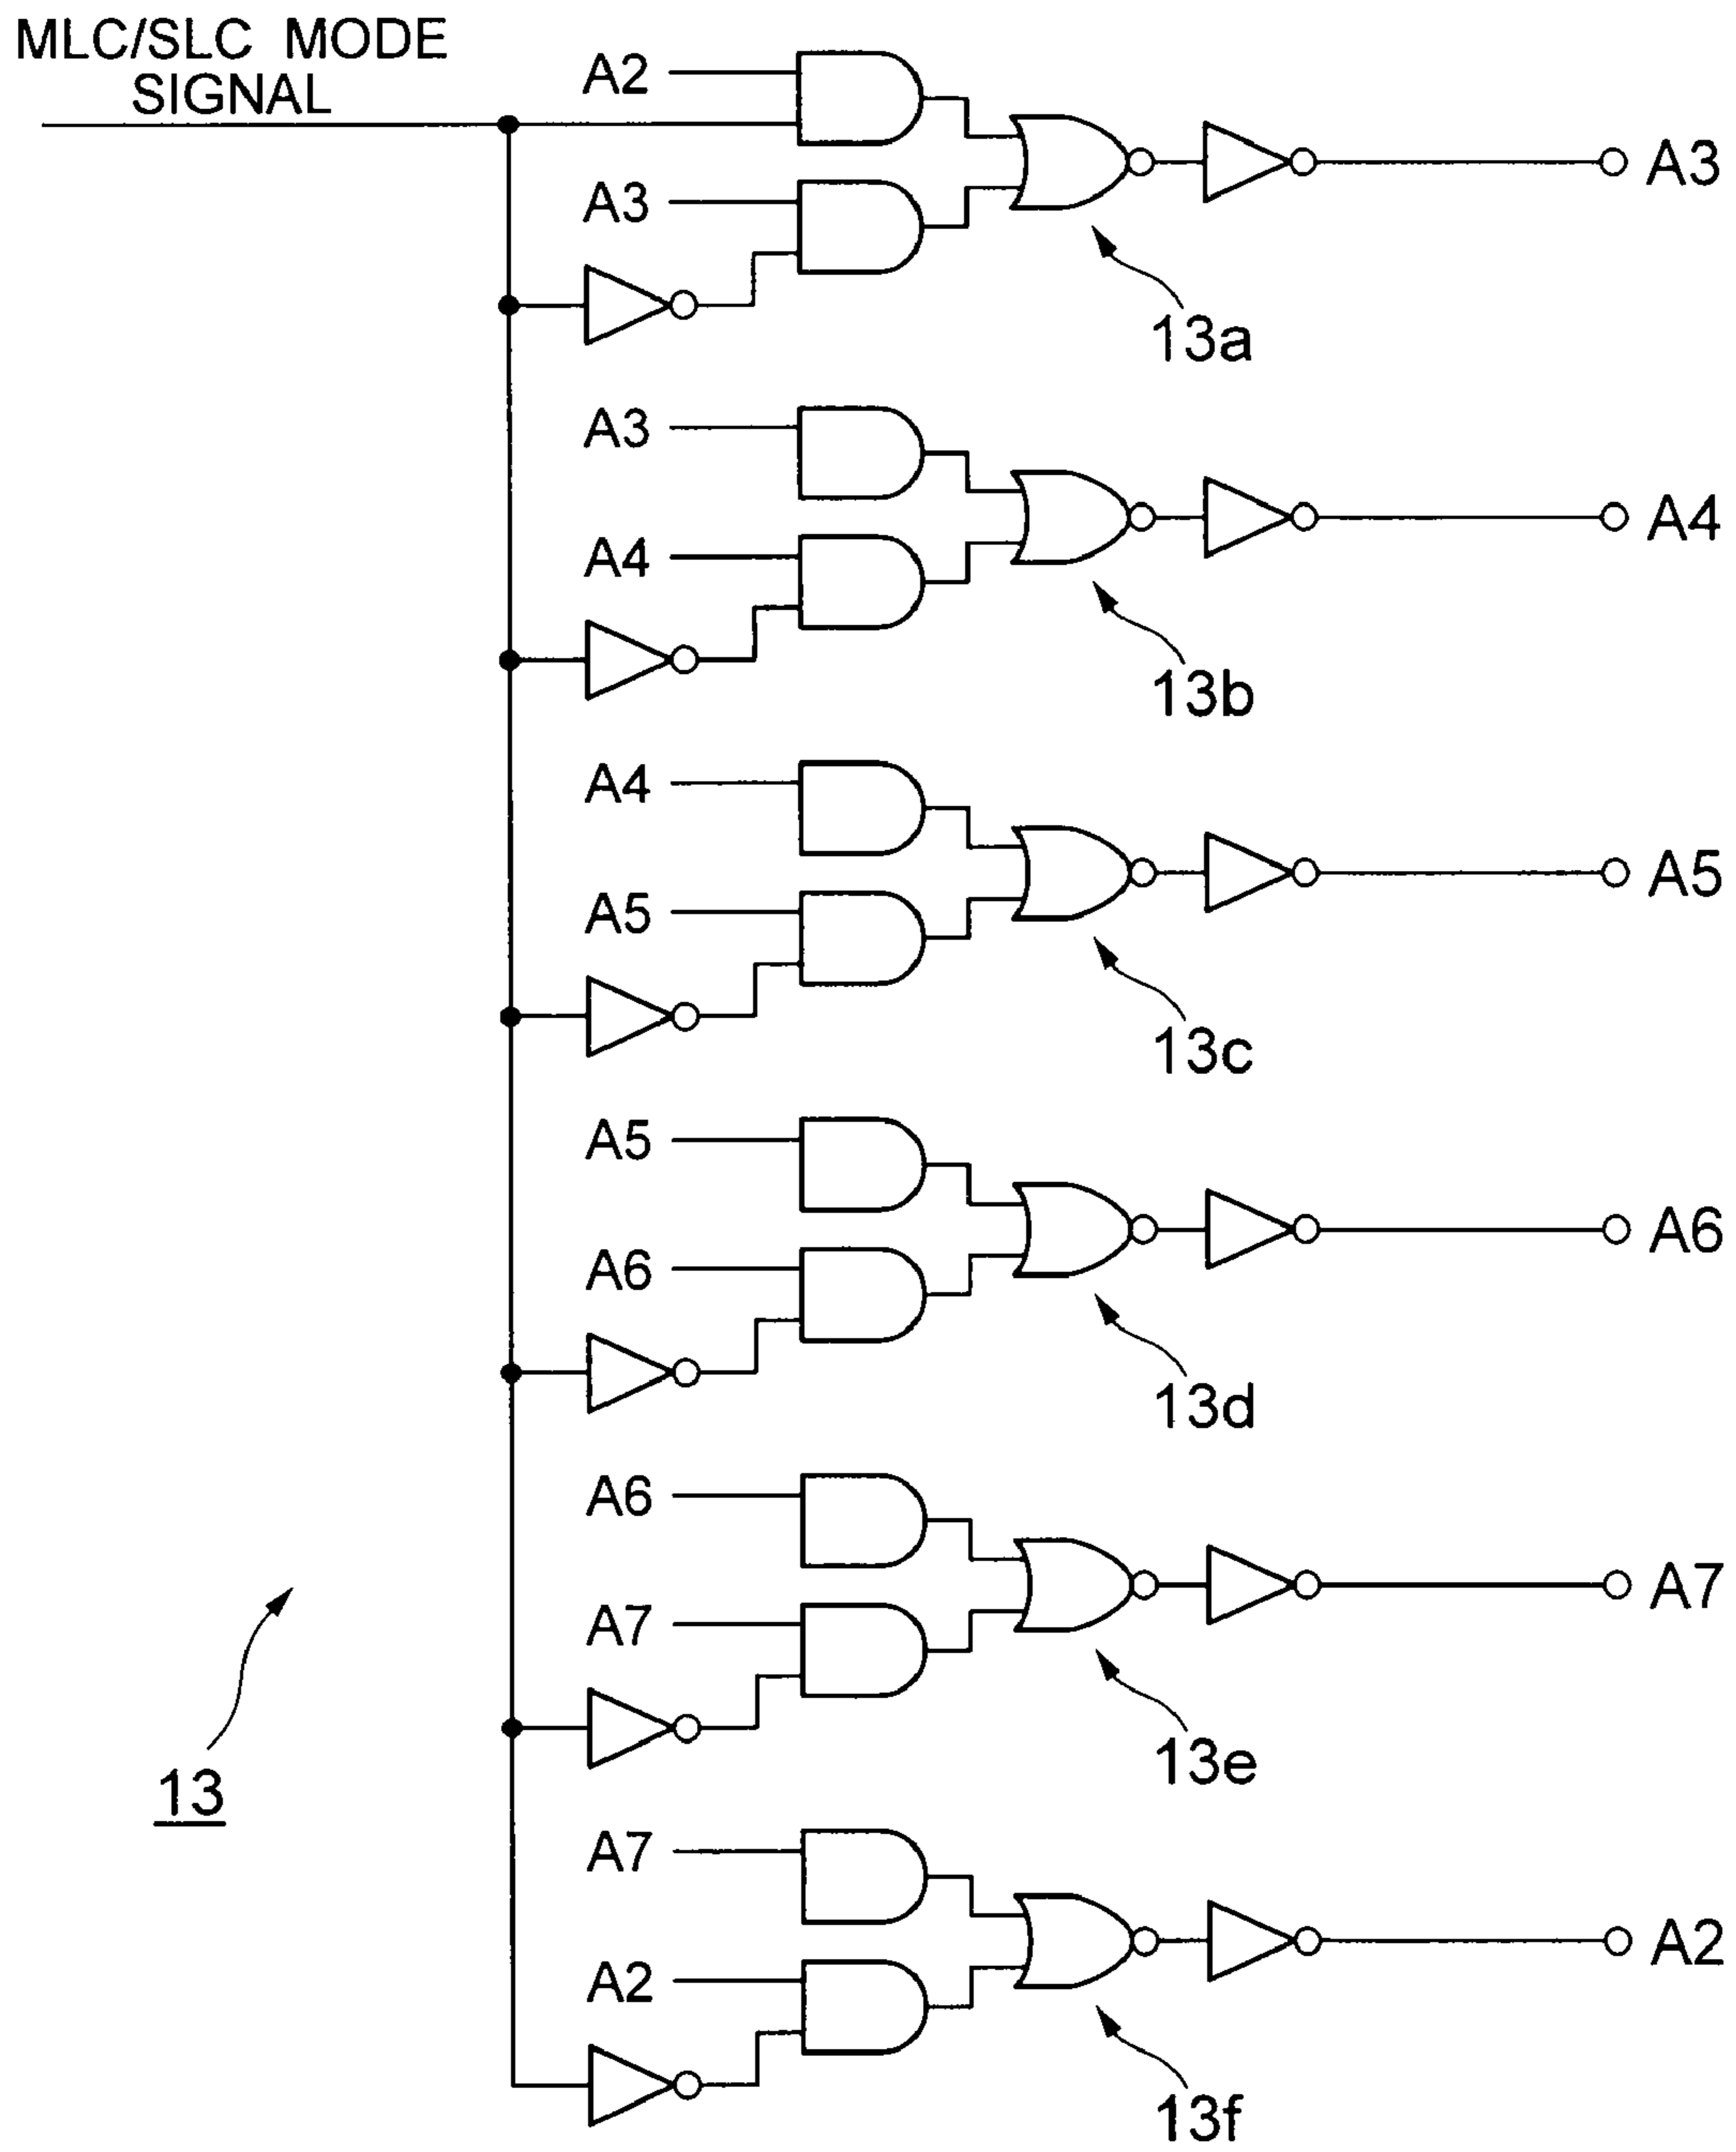 MLC/SLC MODE
SIGNAL
A2
A3
A3
13a
A3
A4
A4
13b
A4
A5
A5
13c
A5
A6
A6
13d
A6
A7
A7
13e
13
A7
A2
A2
13f